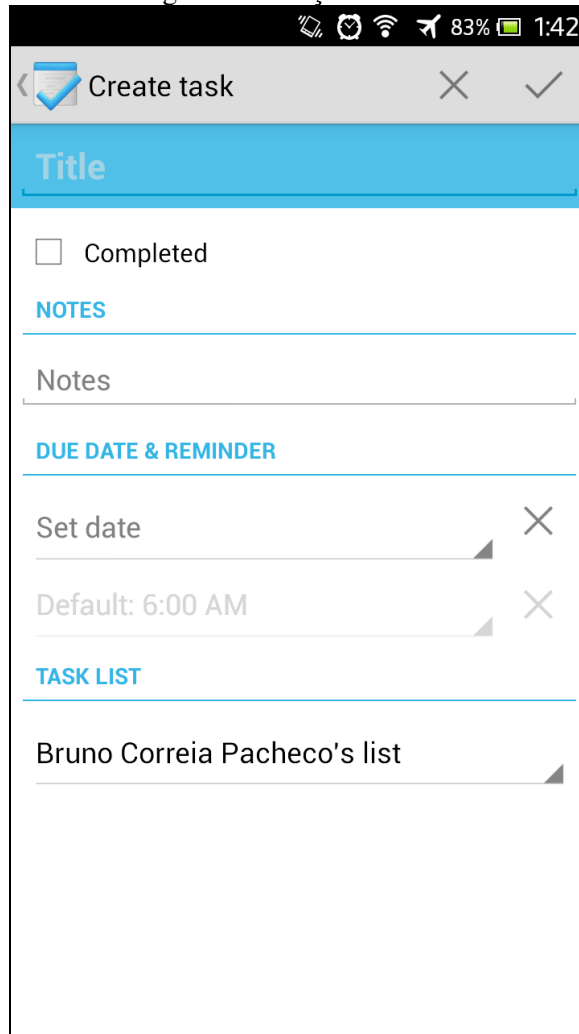 83% 1:42
Create task
Title
Completed
NOTES
Notes
DUE DATE & REMINDER
Set date
Default: 6:00 AM
TASK LIST
Bruno Correia Pacheco's list